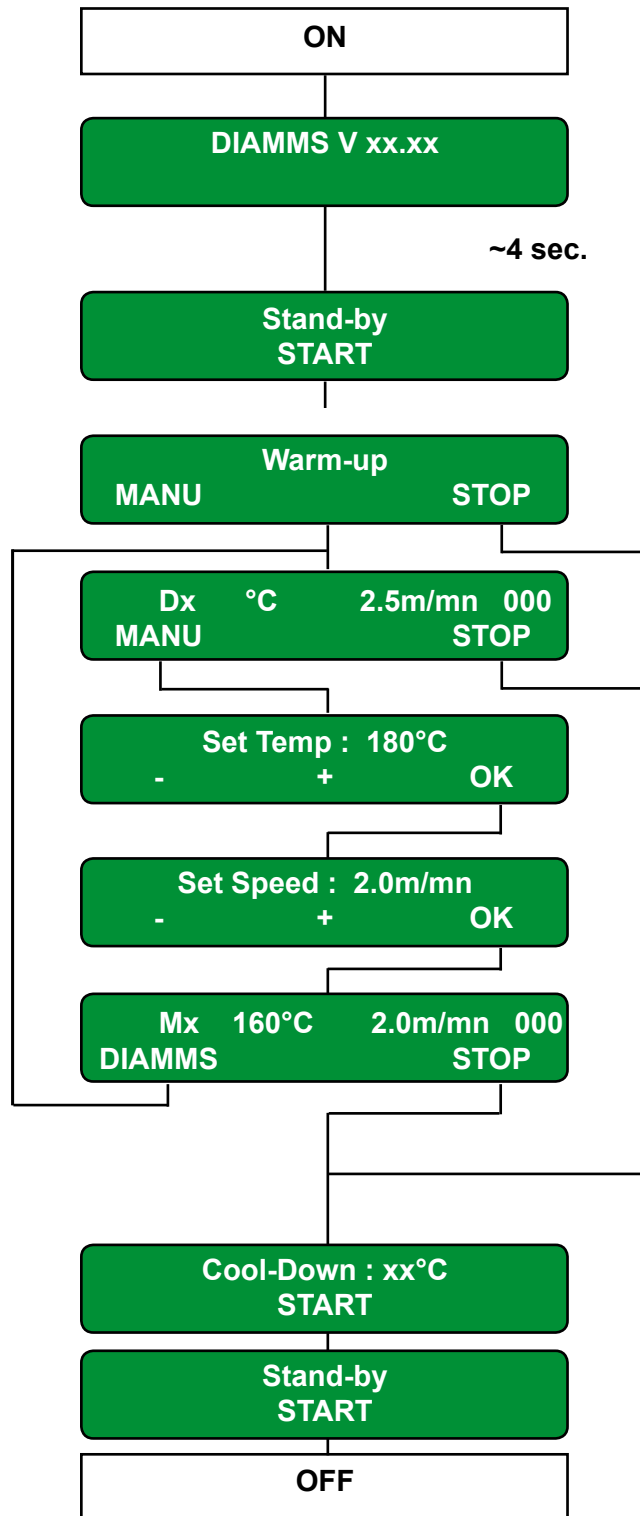 ON
DIAMMS V xx.xx
~4 sec.
Stand-by
START
Warm-up
MANU STOP
Dx °C 2.5m/mn 000
MANU STOP
Set Temp : 180°C
- + OK
Set Speed : 2.0m/mn
- + OK
Mx 160°C 2.0m/mn 000
DIAMMS STOP
Cool-Down : xx°C
START
Stand-by
START
OFF